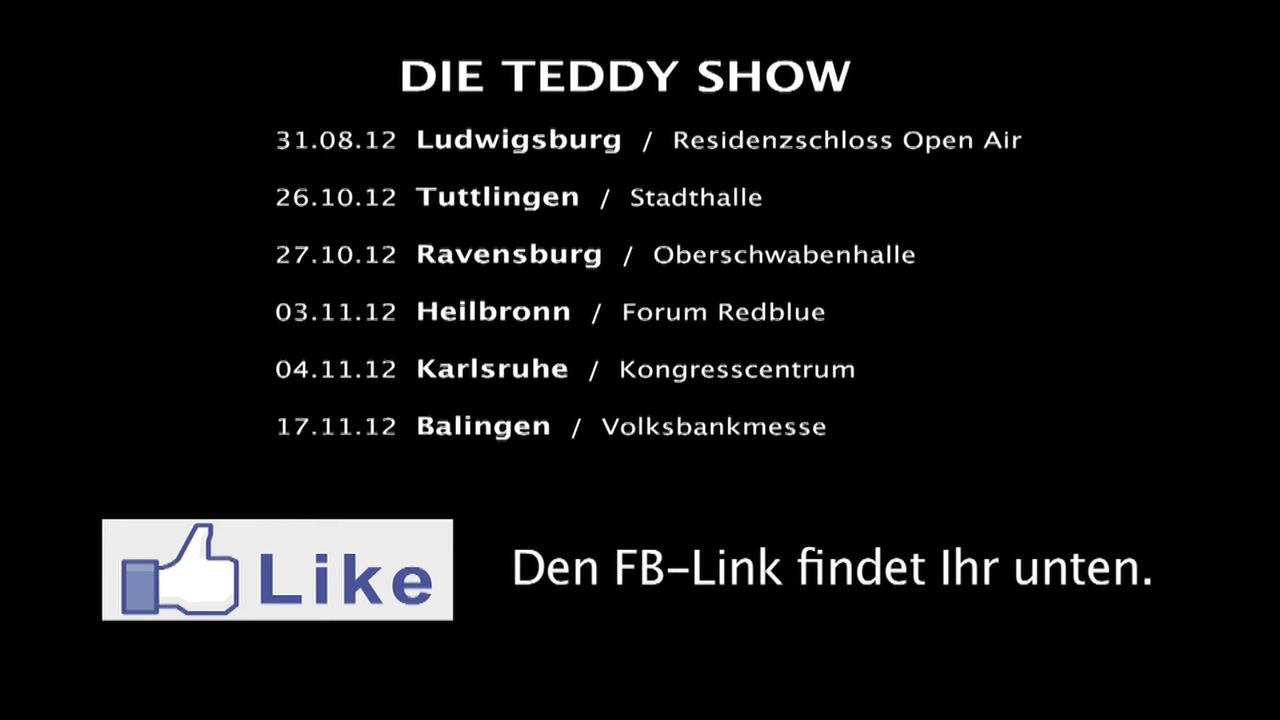 DIE TEDDY SHOW
31.08.12 Ludwigsburg / Residenzschloss Open Air
26.10.12 Tuttlingen / Stadthalle
27.10.12 Ravensburg / Oberschwabenhalle
03.11.12 Heilbronn / Forum Redblue
04.11.12 Karlsruhe / Kongresscentrum
17.11.12 Balingen / Volksbankmesse
Like
Den FB-Link findet Ihr unten.